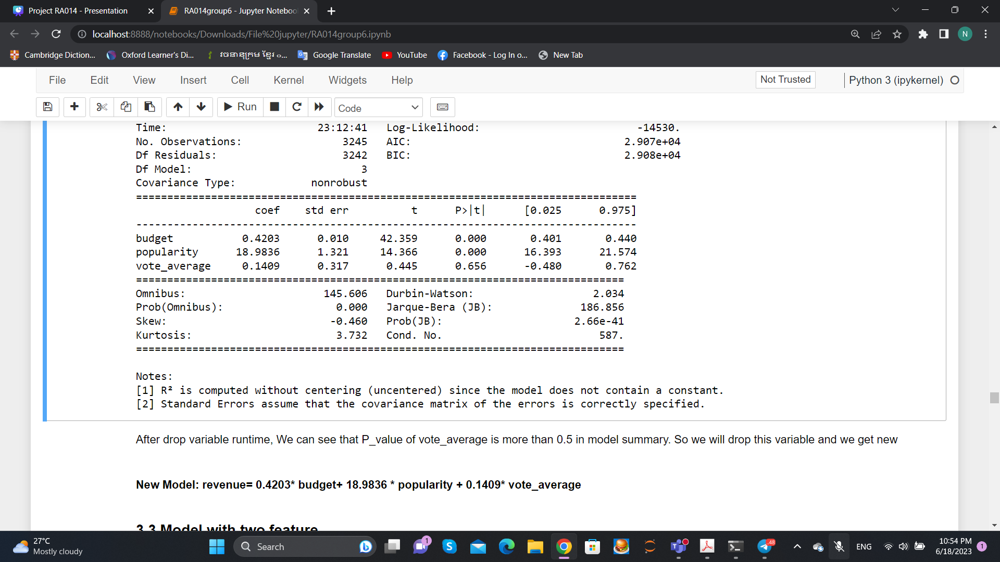 Project RA014 - Presentation
RA014group6 - Jupyter Noteboo
localhost:8888/notebooks/Downloads/File%20jupyter/RA014group6.ipynb
N
Cambridge Diction...
Oxford Learner's Di...
វចនានុក្រម ខ្មែរ ‹›...
Google Translate
YouTube
Facebook - Log In o...
New Tab
File Edit View Insert Cell Kernel Widgets Help
Not Trusted
Python 3 (ipykernel)
Run
Code
Time: 23:12:41 Log-Likelihood: -14530.
No. Observations: 3245 AIC: 2.907e+04
Df Residuals: 3242 BIC: 2.908e+04
Df Model: 3
Covariance Type: nonrobust
================================================================================
coef std err t P>|t| [0.025 0.975]
--------------------------------------------------------------------------------
budget 0.4203 0.010 42.359 0.000 0.401 0.440
popularity 18.9836 1.321 14.366 0.000 16.393 21.574
vote_average 0.1409 0.317 0.445 0.656 -0.480 0.762
==============================================================================
Omnibus: 145.606 Durbin-Watson: 2.034
Prob(Omnibus): 0.000 Jarque-Bera (JB): 186.856
Skew: -0.460 Prob(JB): 2.66e-41
Kurtosis: 3.732 Cond. No. 587.
==============================================================================
Notes:
[1] R² is computed without centering (uncentered) since the model does not contain a constant.
[2] Standard Errors assume that the covariance matrix of the errors is correctly specified.
After drop variable runtime, We can see that P_value of vote_average is more than 0.5 in model summary. So we will drop this variable and we get new
New Model: revenue= 0.4203* budget+ 18.9836 * popularity + 0.1409* vote_average
3.3 Model with two feature
27°C
Mostly cloudy
Search
1
48
ENG
10:54 PM
6/18/2023
1